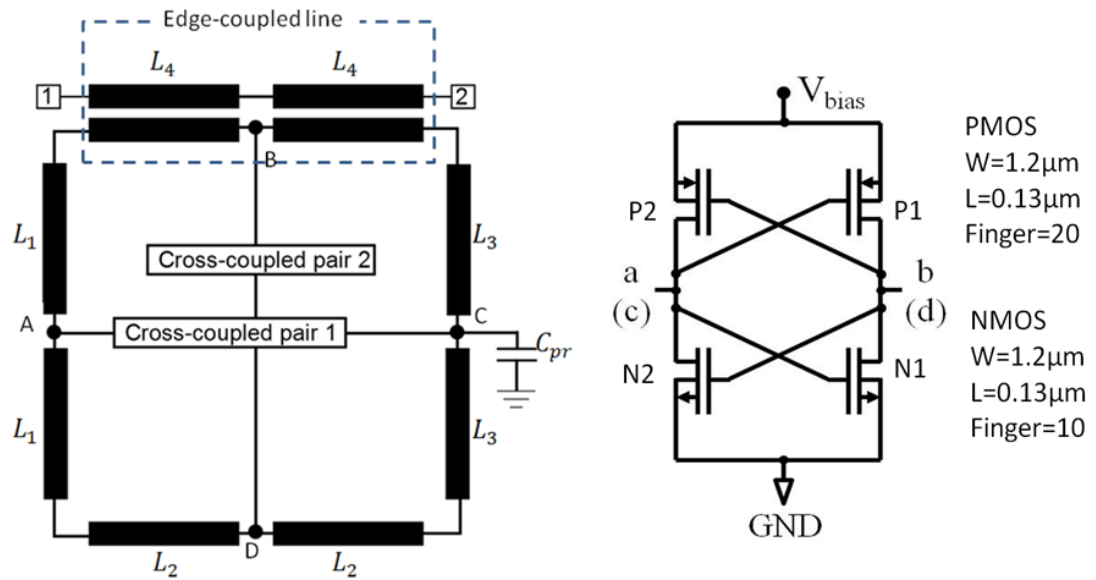 Edge-coupled line
L₄
L₄
1
2
B
L₁
L₃
Cross-coupled pair 2
A
Cross-coupled pair 1
C
C_pr
L₁
L₃
D
L₂
L₂
V_bias
P2
P1
a
b
(c)
(d)
N2
N1
GND
PMOS
W=1.2µm
L=0.13µm
Finger=20
NMOS
W=1.2µm
L=0.13µm
Finger=10